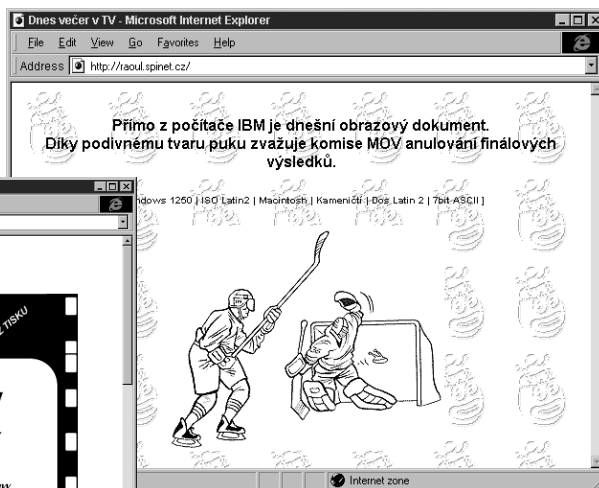 Dnes večer v TV - Microsoft Internet Explorer
File Edit View Go Favorites Help
Address http://raoul.spinet.cz/
Přímo z počítače IBM je dnešní obrazový dokument.
Díky podivnému tvaru puku zvažuje komise MOV anulování finálových
výsledků.
ndows 1250 | ISO Latin2 | Macintosh | Kameničtí | Dos Latin 2 | 7bit ASCII ]
Z TISKU
Internet zone